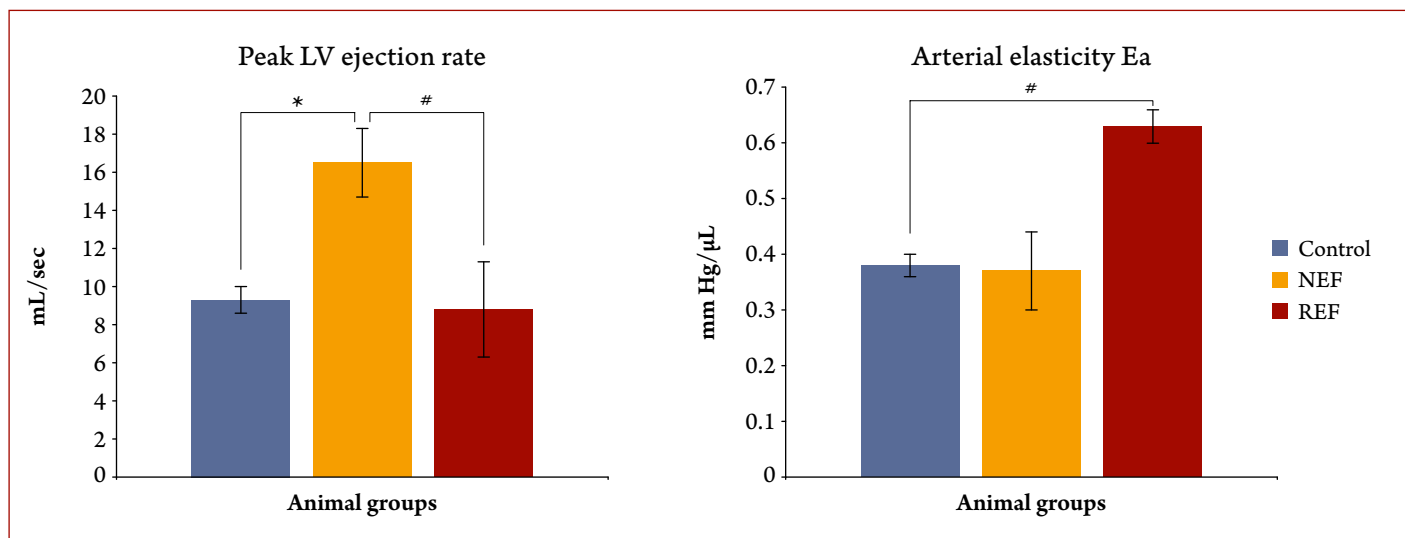 Peak LV ejection rate
mL/sec
20
18
16
14
12
10
8
6
4
2
0
*
#
Animal groups
Arterial elasticity Ea
mm Hg/μL
0.7
0.6
0.5
0.4
0.3
0.2
0.1
0
#
Animal groups
Control
NEF
REF